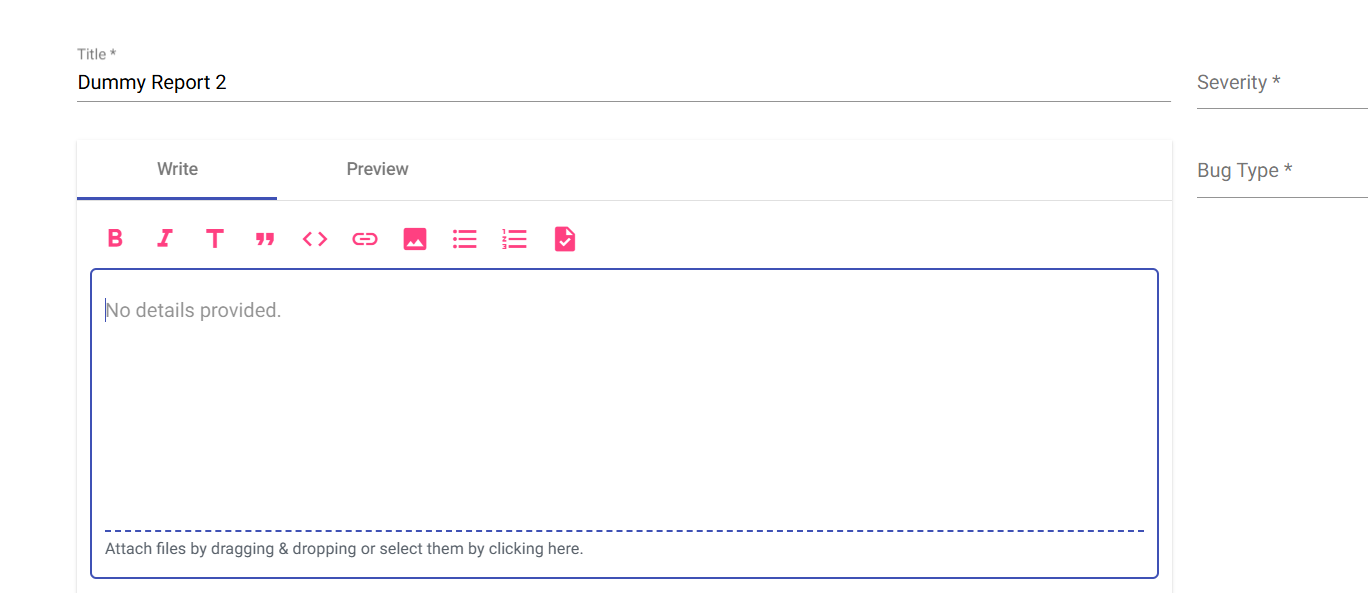 Title *
Dummy Report 2
Severity *
Write
Preview
Bug Type *
B I T
No details provided.
Attach files by dragging & dropping or select them by clicking here.